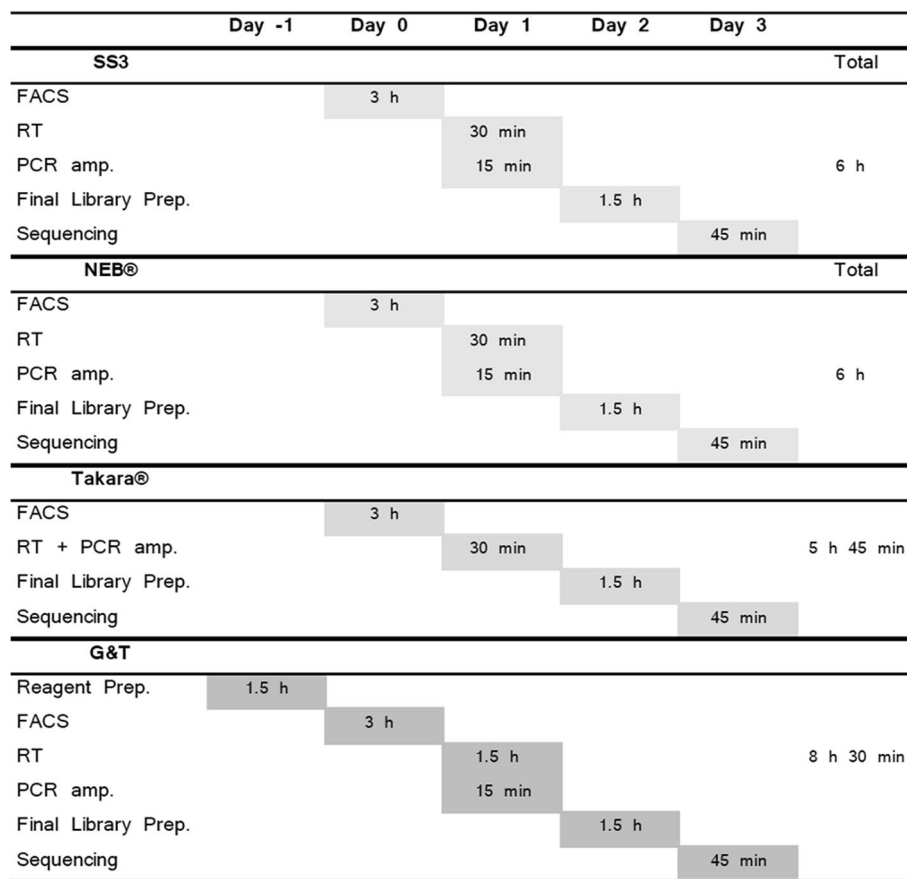 Day -1 Day 0 Day 1 Day 2 Day 3
SS3 Total
FACS 3 h
RT 30 min
PCR amp. 15 min 6 h
Final Library Prep. 1.5 h
Sequencing 45 min
NEB® Total
FACS 3 h
RT 30 min
PCR amp. 15 min 6 h
Final Library Prep. 1.5 h
Sequencing 45 min
Takara®
FACS 3 h
RT + PCR amp. 30 min 5 h 45 min
Final Library Prep. 1.5 h
Sequencing 45 min
G&T
Reagent Prep. 1.5 h
FACS 3 h
RT 1.5 h 8 h 30 min
PCR amp. 15 min
Final Library Prep. 1.5 h
Sequencing 45 min